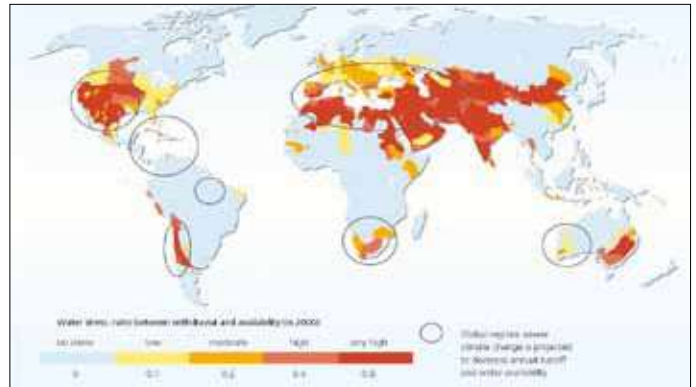 Water stress, ratio between withdrawal and availability (in 2000)
no stress low moderate high very high
0 0.1 0.2 0.4 0.8
Global regions where
climate change is projected
to decrease annual runoff
and water availability